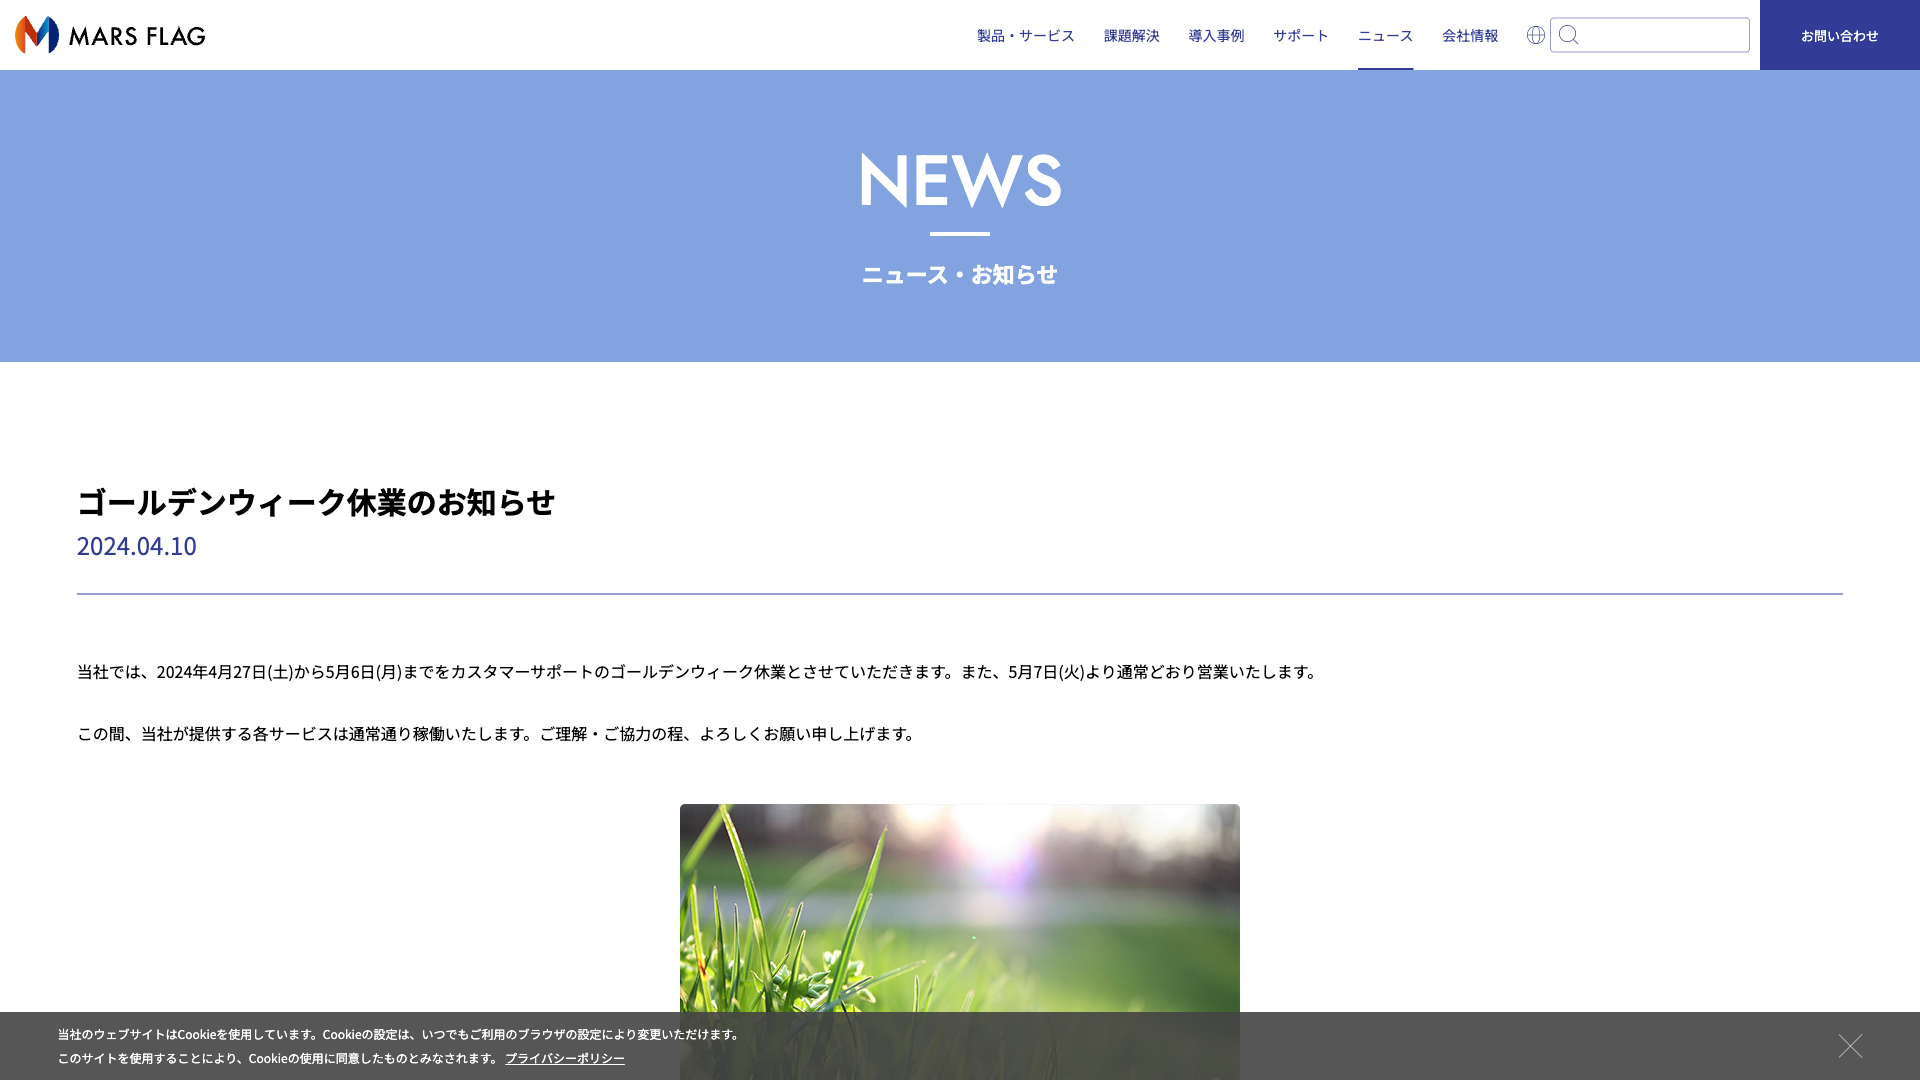 MARS FLAG
製品・サービス
課題解決
導入事例
サポート
ニュース
会社情報
お問い合わせ
NEWS
ニュース・お知らせ
ゴールデンウィーク休業のお知らせ
2024.04.10
当社では、2024年4月27日(土)から5月6日(月)までをカスタマーサポートのゴールデンウィーク休業とさせていただきます。また、5月7日(火)より通常どおり営業いたします。
この間、当社が提供する各サービスは通常通り稼働いたします。ご理解・ご協力の程、よろしくお願い申し上げます。
当社のウェブサイトはCookieを使用しています。Cookieの設定は、いつでもご利用のブラウザの設定により変更いただけます。
このサイトを使用することにより、Cookieの使用に同意したものとみなされます。 プライバシーポリシー